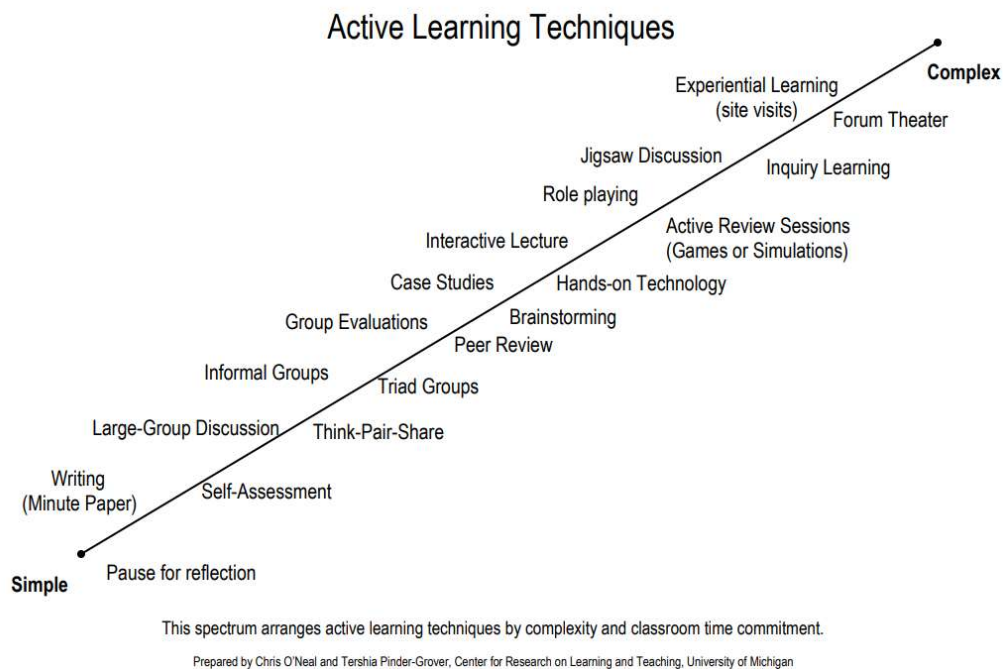 Active Learning Techniques
Complex
Experiential Learning
(site visits)
Forum Theater
Jigsaw Discussion
Inquiry Learning
Role playing
Active Review Sessions
(Games or Simulations)
Interactive Lecture
Case Studies
Hands-on Technology
Group Evaluations
Brainstorming
Peer Review
Informal Groups
Triad Groups
Large-Group Discussion
Think-Pair-Share
Writing
(Minute Paper)
Self-Assessment
Simple
Pause for reflection
This spectrum arranges active learning techniques by complexity and classroom time commitment.
Prepared by Chris O'Neal and Tershia Pinder-Grover, Center for Research on Learning and Teaching, University of Michigan